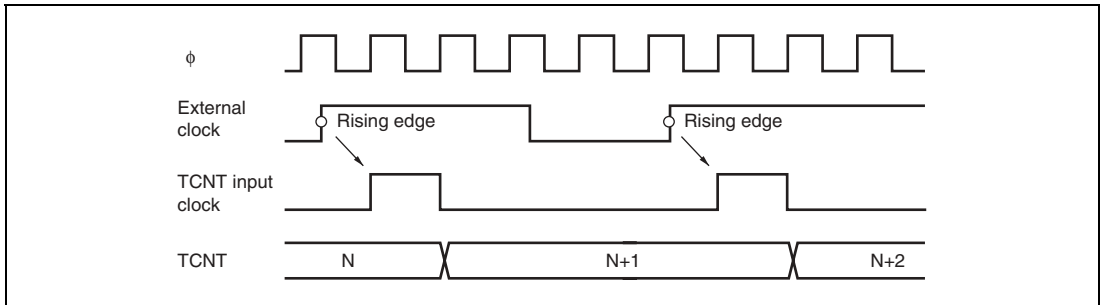 ϕ
External
clock
Rising edge
Rising edge
TCNT input
clock
TCNT
N
N+1
N+2